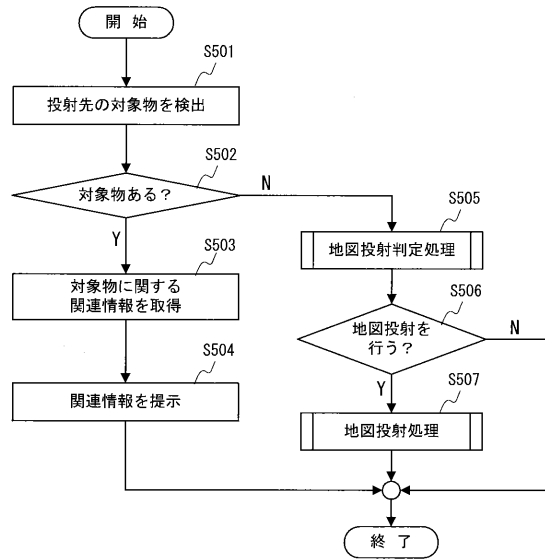 開 始
S501
投射先の対象物を検出
S502
対象物ある？
N
Y
S503
対象物に関する
関連情報を取得
S504
関連情報を提示
S505
地図投射判定処理
S506
地図投射を
行う？
N
Y
S507
地図投射処理
終 了